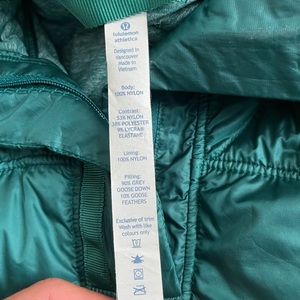 lululemon
athletica
Designed in
Vancouver
Made in
Vietnam
Body:
100% NYLON
Contrast:
53% NYLON
38% POLYESTER
9% LYCRA®
ELASTANE
Lining:
100% NYLON
Filling:
90% GREY
GOOSE DOWN
10% GOOSE
FEATHERS
Exclusive of trim
Wash with like
colours only